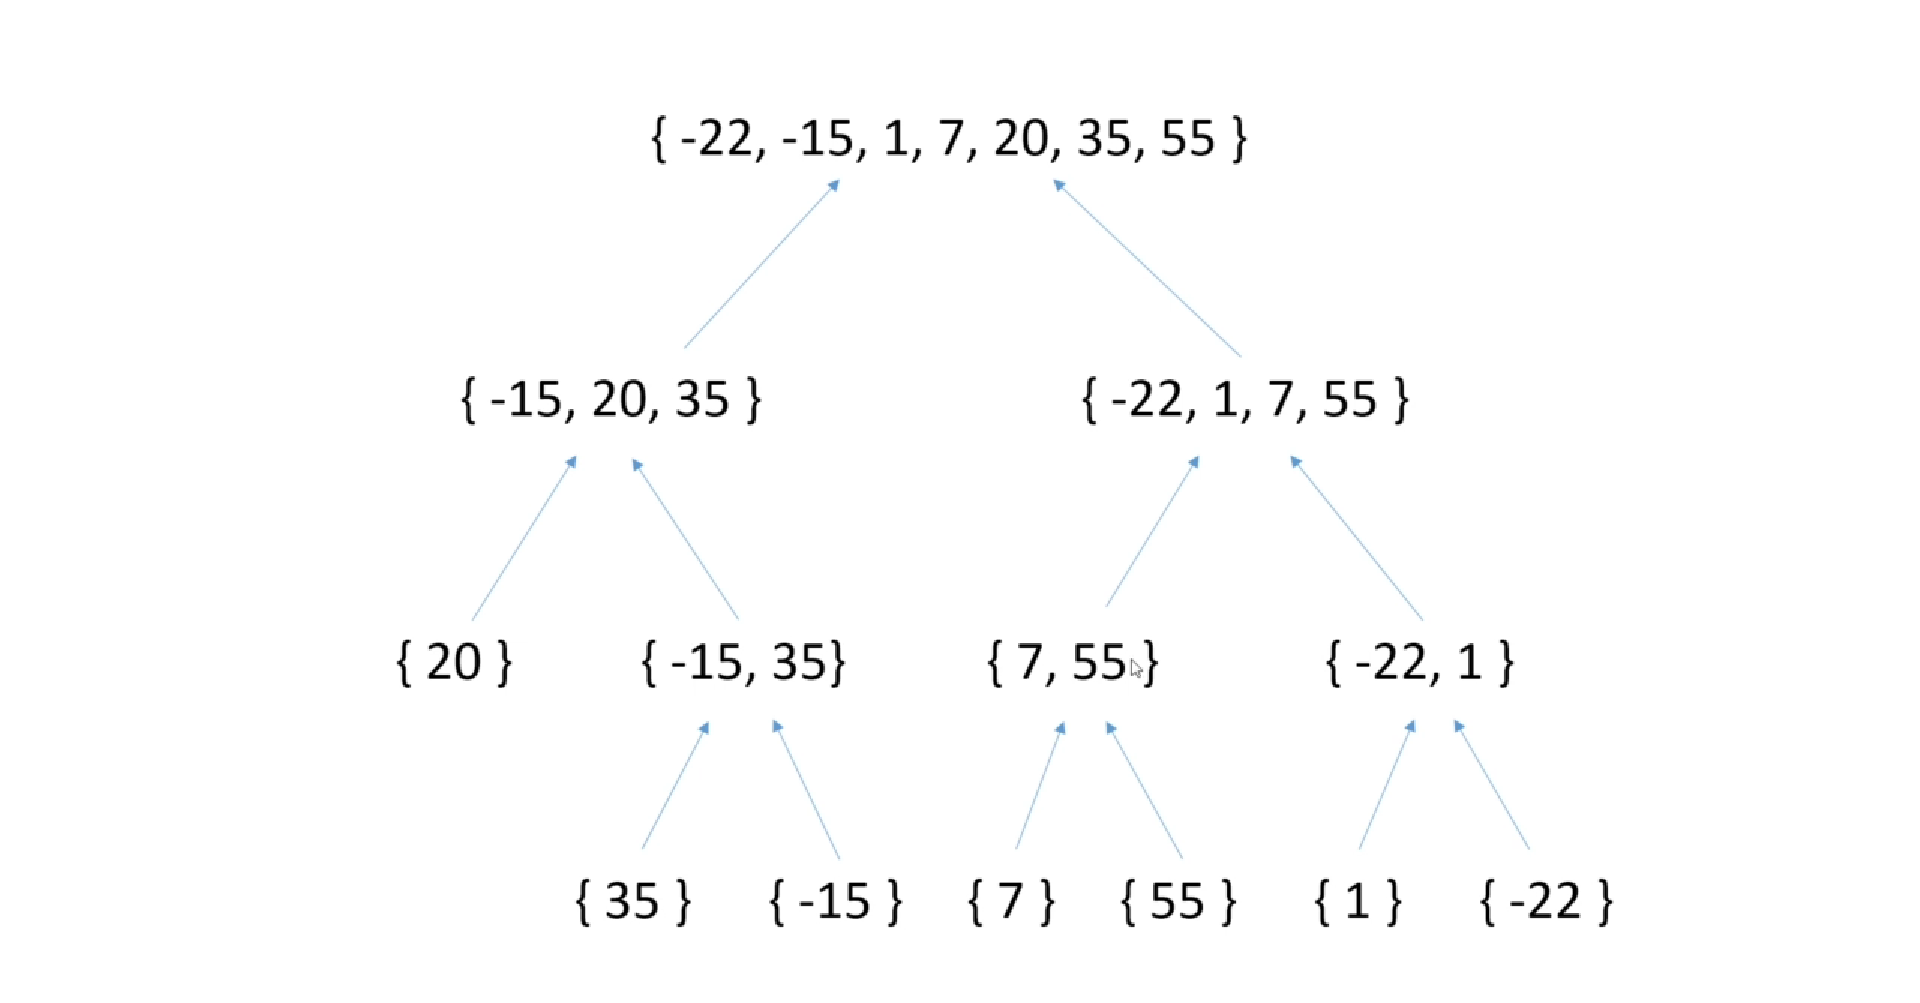 { -22, -15, 1, 7, 20, 35, 55 }
{ -15, 20, 35 } { -22, 1, 7, 55 }
{ 20 } { -15, 35} { 7, 55 } { -22, 1 }
{ 35 } { -15 } { 7 } { 55 } { 1 } { -22 }